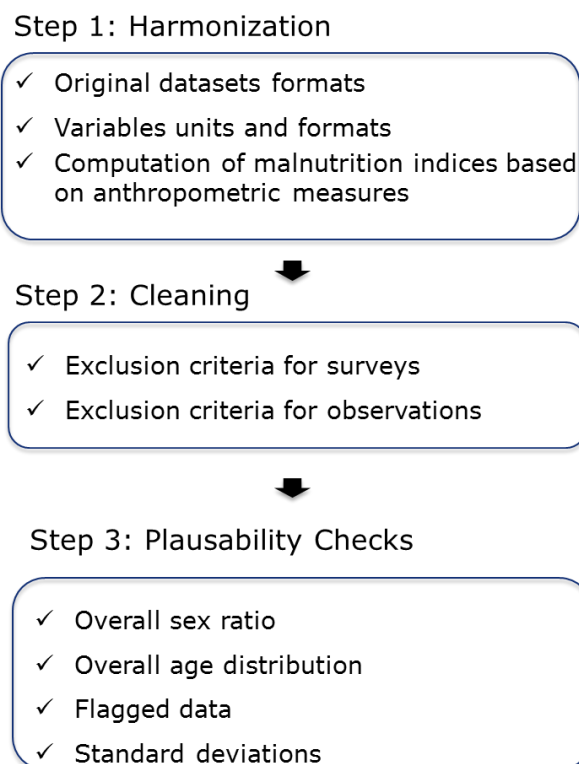 Step 1: Harmonization
✓ Original datasets formats
✓ Variables units and formats
✓ Computation of malnutrition indices based
on anthropometric measures
Step 2: Cleaning
✓ Exclusion criteria for surveys
✓ Exclusion criteria for observations
Step 3: Plausability Checks
✓ Overall sex ratio
✓ Overall age distribution
✓ Flagged data
✓ Standard deviations